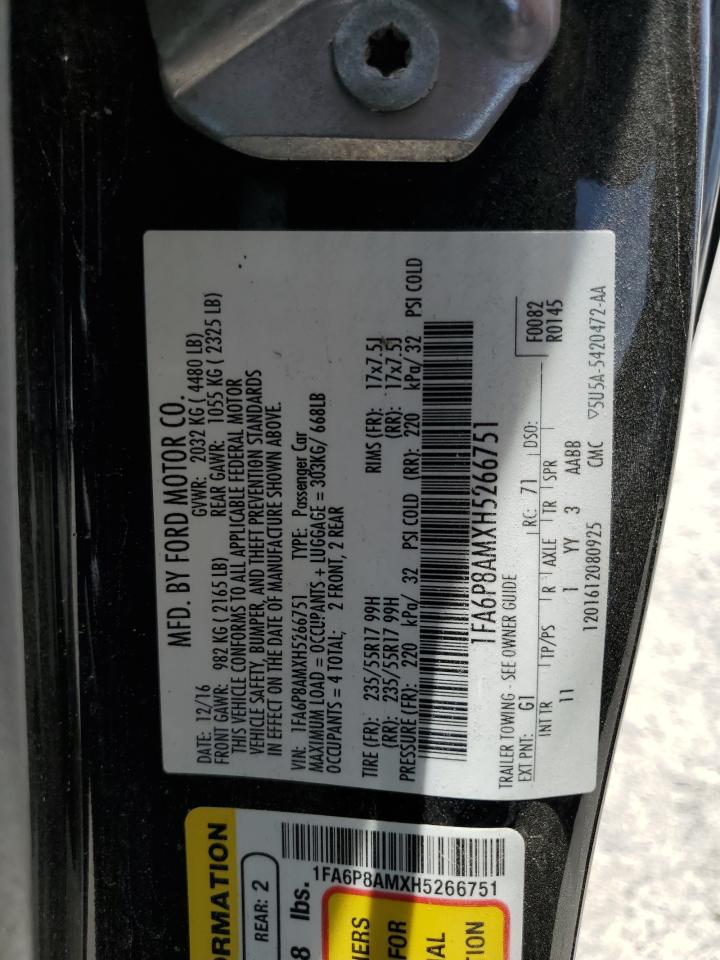 MFD. BY FORD MOTOR CO.
DATE: 12/16 GVWR: 2032 KG ( 4480 LB)
FRONT GAWR: 982 KG ( 2165 LB) REAR GAWR: 1055 KG ( 2325 LB)
THIS VEHICLE CONFORMS TO ALL APPLICABLE FEDERAL MOTOR
VEHICLE SAFETY, BUMPER, AND THEFT PREVENTION STANDARDS
IN EFFECT ON THE DATE OF MANUFACTURE SHOWN ABOVE.
VIN: 1FA6P8AMXH5266751 TYPE: Passenger Car
MAXIMUM LOAD = OCCUPANTS + LUGGAGE = 303KG/ 668LB
OCCUPANTS = 4 TOTAL; 2 FRONT, 2 REAR
TIRE (FR): 235/55R17 99H RIMS (FR): 17x7.5J
(RR): 235/55R17 99H (RR): 17x7.5J
PRESSURE (FR): 220 kPa/ 32 PSI COLD (RR): 220 kPa/ 32 PSI COLD
1FA6P8AMXH5266751
TRAILER TOWING - SEE OWNER GUIDE
F0082
R0145
EXT PNT: G1 RC: 71 DSO:
INT TR TP/PS R AXLE TR SPR
11 1 YY 3 AABB
1201612080925 CMC 5U5A-5420472-AA
ORMATION
REAR: 2
8 lbs.
1FA6P8AMXH5266751
NERS
FOR
AL
TION